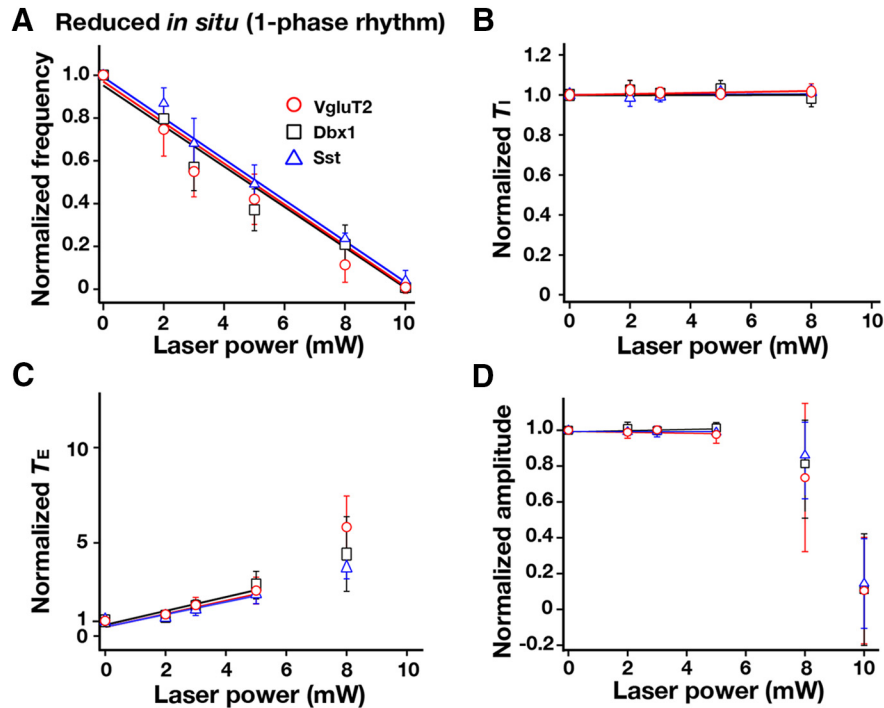 A Reduced in situ (1-phase rhythm)
Normalized frequency
1.0
0.8
0.6
0.4
0.2
0
VgluT2
Dbx1
Sst
0 2 4 6 8 10
Laser power (mW)
B
Normalized TI
1.2
1.0
0.8
0.6
0.4
0.2
0
0 2 4 6 8 10
Laser power (mW)
C
Normalized TE
10
5
1
0
0 2 4 6 8 10
Laser power (mW)
D
Normalized amplitude
1.0
0.8
0.6
0.4
0.2
0
-0.2
0 2 4 6 8 10
Laser power (mW)